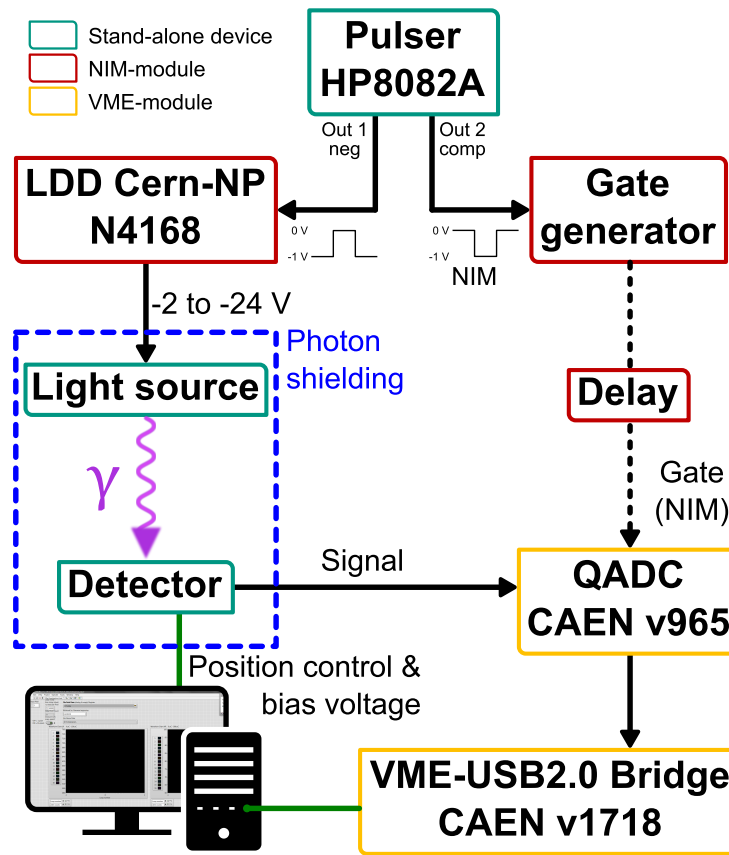 Stand-alone device
NIM-module
VME-module
Pulser
HP8082A
Out 1
neg
Out 2
comp
LDD Cern-NP
N4168
Gate
generator
0 V
-1 V
0 V
-1 V
NIM
-2 to -24 V
Photon
shielding
Light source
Delay
γ
Gate
(NIM)
Detector
Signal
QADC
CAEN v965
Position control &
bias voltage
VME-USB2.0 Bridge
CAEN v1718